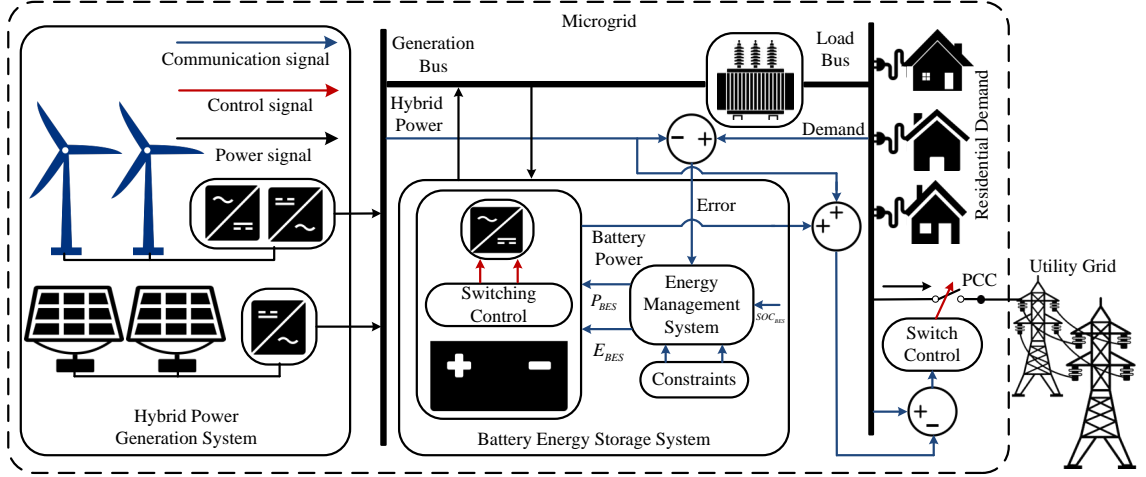 Microgrid
Communication signal
Control signal
Power signal
Hybrid Power
Generation System
Generation
Bus
Hybrid
Power
Load
Bus
Demand
Residential Demand
− +
Error
+
+
Battery
Power
Switching
Control
P_BES
E_BES
Energy
Management
System
SOC_BES
Constraints
Battery Energy Storage System
PCC
Utility Grid
Switch
Control
+
−